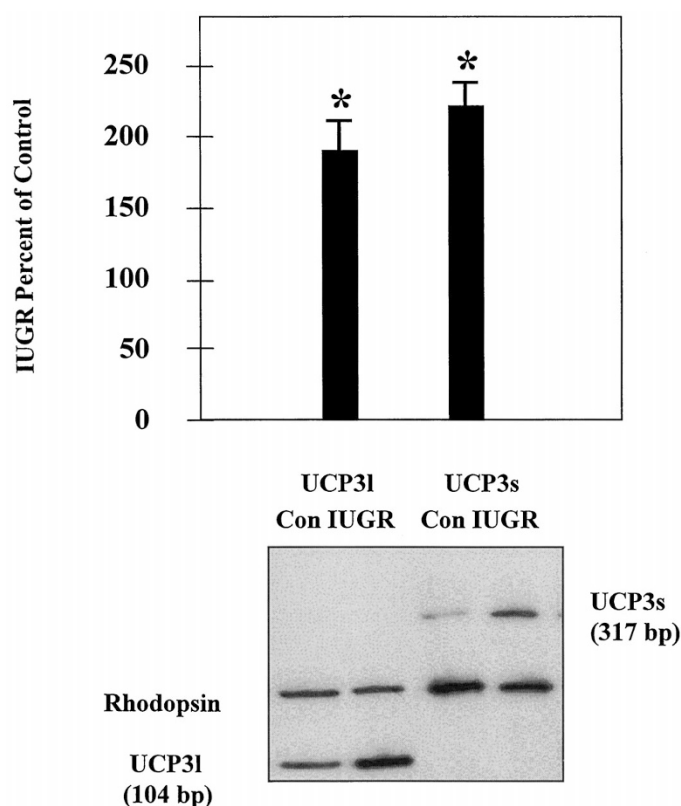 IUGR Percent of Control
250
200
150
100
50
0
*
*
UCP3l UCP3s
Con IUGR Con IUGR
UCP3s
(317 bp)
Rhodopsin
UCP3l
(104 bp)